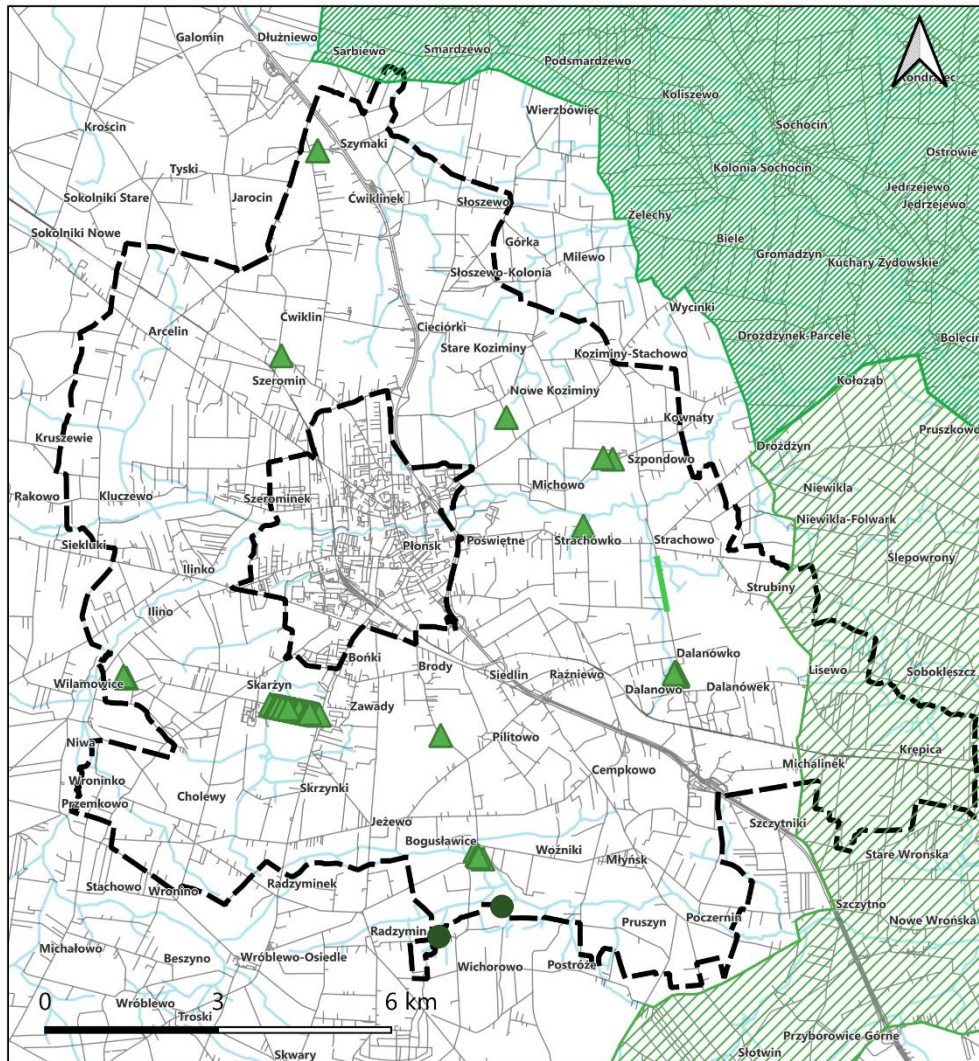 Galomin
Dłużniewo
Sarbiewo
Smardzewo
Podsmardzewo
Kondrajec
Koliszewo
Wierzbówiec
Krościn
Sochocin
Szymaki
Ostrowie
Tyski
Kolonia-Sochocin
Jędrzejewo
Jędrzejewo
Sokolniki Stare
Jarocin
Ćwiklinek
Słoszewo
Żelechy
Sokolniki Nowe
Górka
Biele
Milewo
Gromadzyn
Kuchary Żydowskie
Słoszewo-Kolonia
Wycinki
Ćwiklin
Arcelin
Cieciórki
Drożdżynek-Parcele
Bolęcin
Stare Koziminy
Koziminy-Stachowo
Szeromin
Kołoząb
Nowe Koziminy
Kownaty
Pruszkowo
Kruszewie
Dróżdżyn
Szpondowo
Rakowo
Kluczewo
Szerominek
Michowo
Niewikla
Niewikla-Folwark
Siekluki
Płońsk
Poświętne
Strachówko
Strachowo
Ślepowrony
Ilinko
Strubiny
Ilino
Bońki
Brody
Dalanówko
Siedlin
Raźniewo
Lisewo
Soboklęszcz
Wilamowice
Skarżyn
Dalanowo
Dalanówek
Zawady
Niwa
Pilitowo
Krępica
Michalinek
Wroninko
Cempkowo
Przemkowo
Cholewy
Skrzynki
Jeżewo
Szczytniki
Bogusławice
Woźniki
Młyńsk
Stare Wrońska
Stachowo
Wronino
Radzyminek
Szczytno
Radzymin
Pruszyn
Poczernin
Nowe Wrońska
Michałowo
Beszyno
Wróblewo-Osiedle
Wichorowo
Postróże
0 3 6 km
Wróblewo
Troski
Przyborowice Górne
Skwary
Słotwin